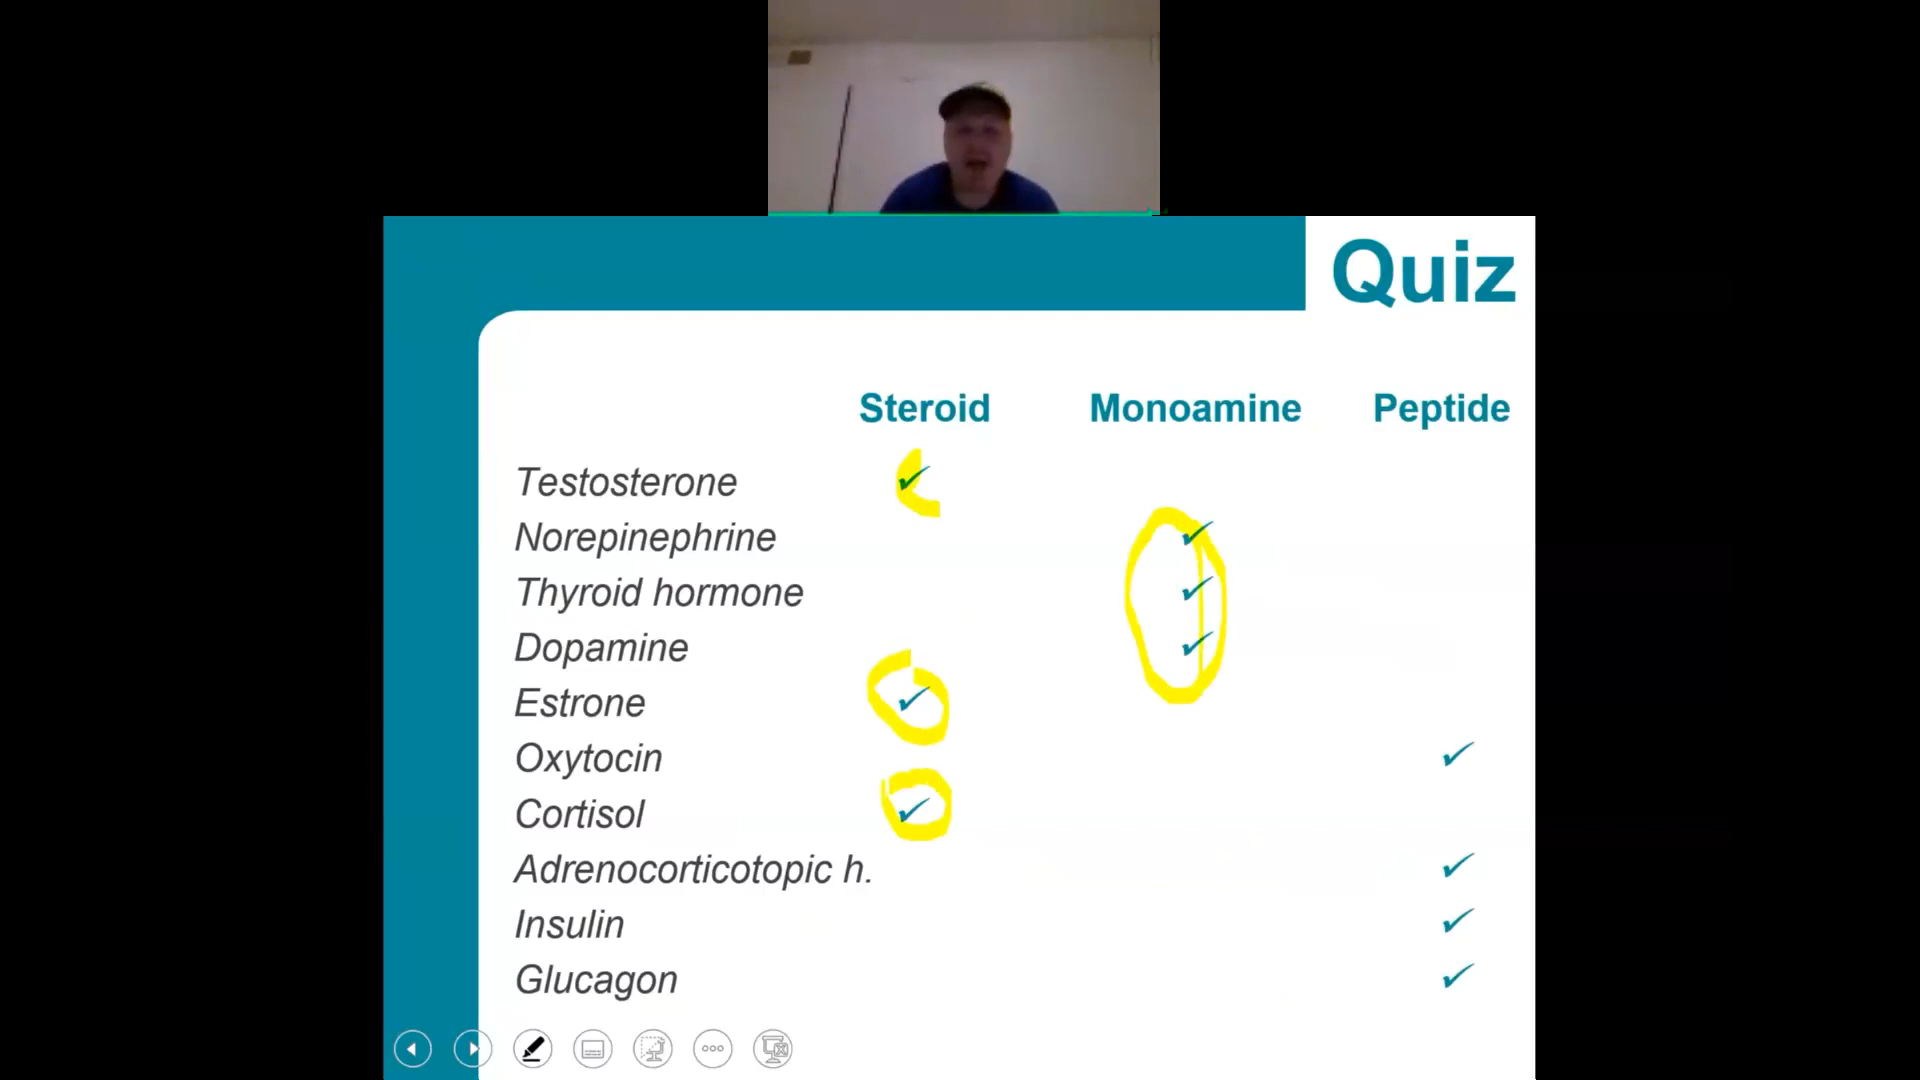 Quiz
Steroid Monoamine Peptide
Testosterone ✓
Norepinephrine ✓
Thyroid hormone ✓
Dopamine ✓
Estrone ✓
Oxytocin ✓
Cortisol ✓
Adrenocorticotopic h. ✓
Insulin ✓
Glucagon ✓